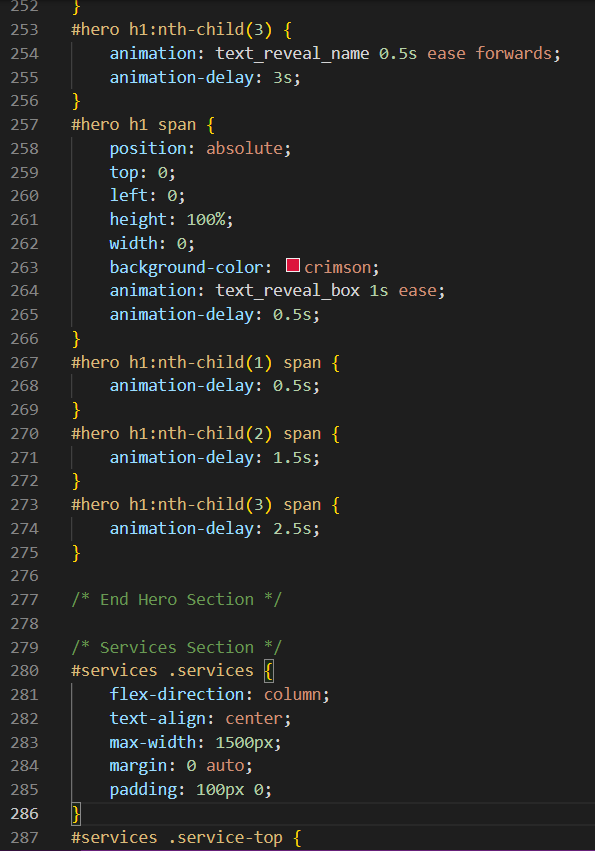 252 }
253 #hero h1:nth-child(3) {
254 animation: text_reveal_name 0.5s ease forwards;
255 animation-delay: 3s;
256 }
257 #hero h1 span {
258 position: absolute;
259 top: 0;
260 left: 0;
261 height: 100%;
262 width: 0;
263 background-color: crimson;
264 animation: text_reveal_box 1s ease;
265 animation-delay: 0.5s;
266 }
267 #hero h1:nth-child(1) span {
268 animation-delay: 0.5s;
269 }
270 #hero h1:nth-child(2) span {
271 animation-delay: 1.5s;
272 }
273 #hero h1:nth-child(3) span {
274 animation-delay: 2.5s;
275 }
276
277 /* End Hero Section */
278
279 /* Services Section */
280 #services .services {
281 flex-direction: column;
282 text-align: center;
283 max-width: 1500px;
284 margin: 0 auto;
285 padding: 100px 0;
286 }
287 #services .service-top {